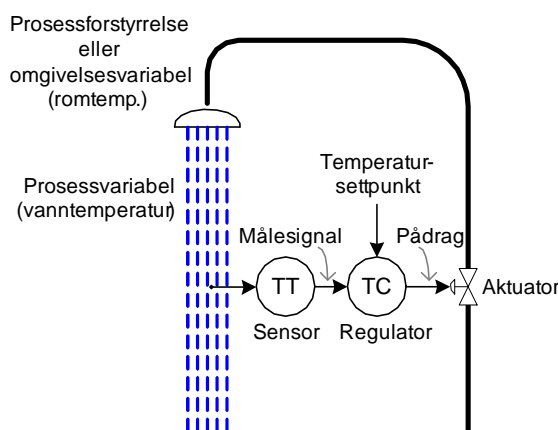 Prosessforstyrrelse
eller
omgivelsesvariabel
(romtemp.)
Prosessvariabel
(vanntemperatur)
Temperatur-
settpunkt
Målesignal
Pådrag
TT
TC
Aktuator
Sensor
Regulator